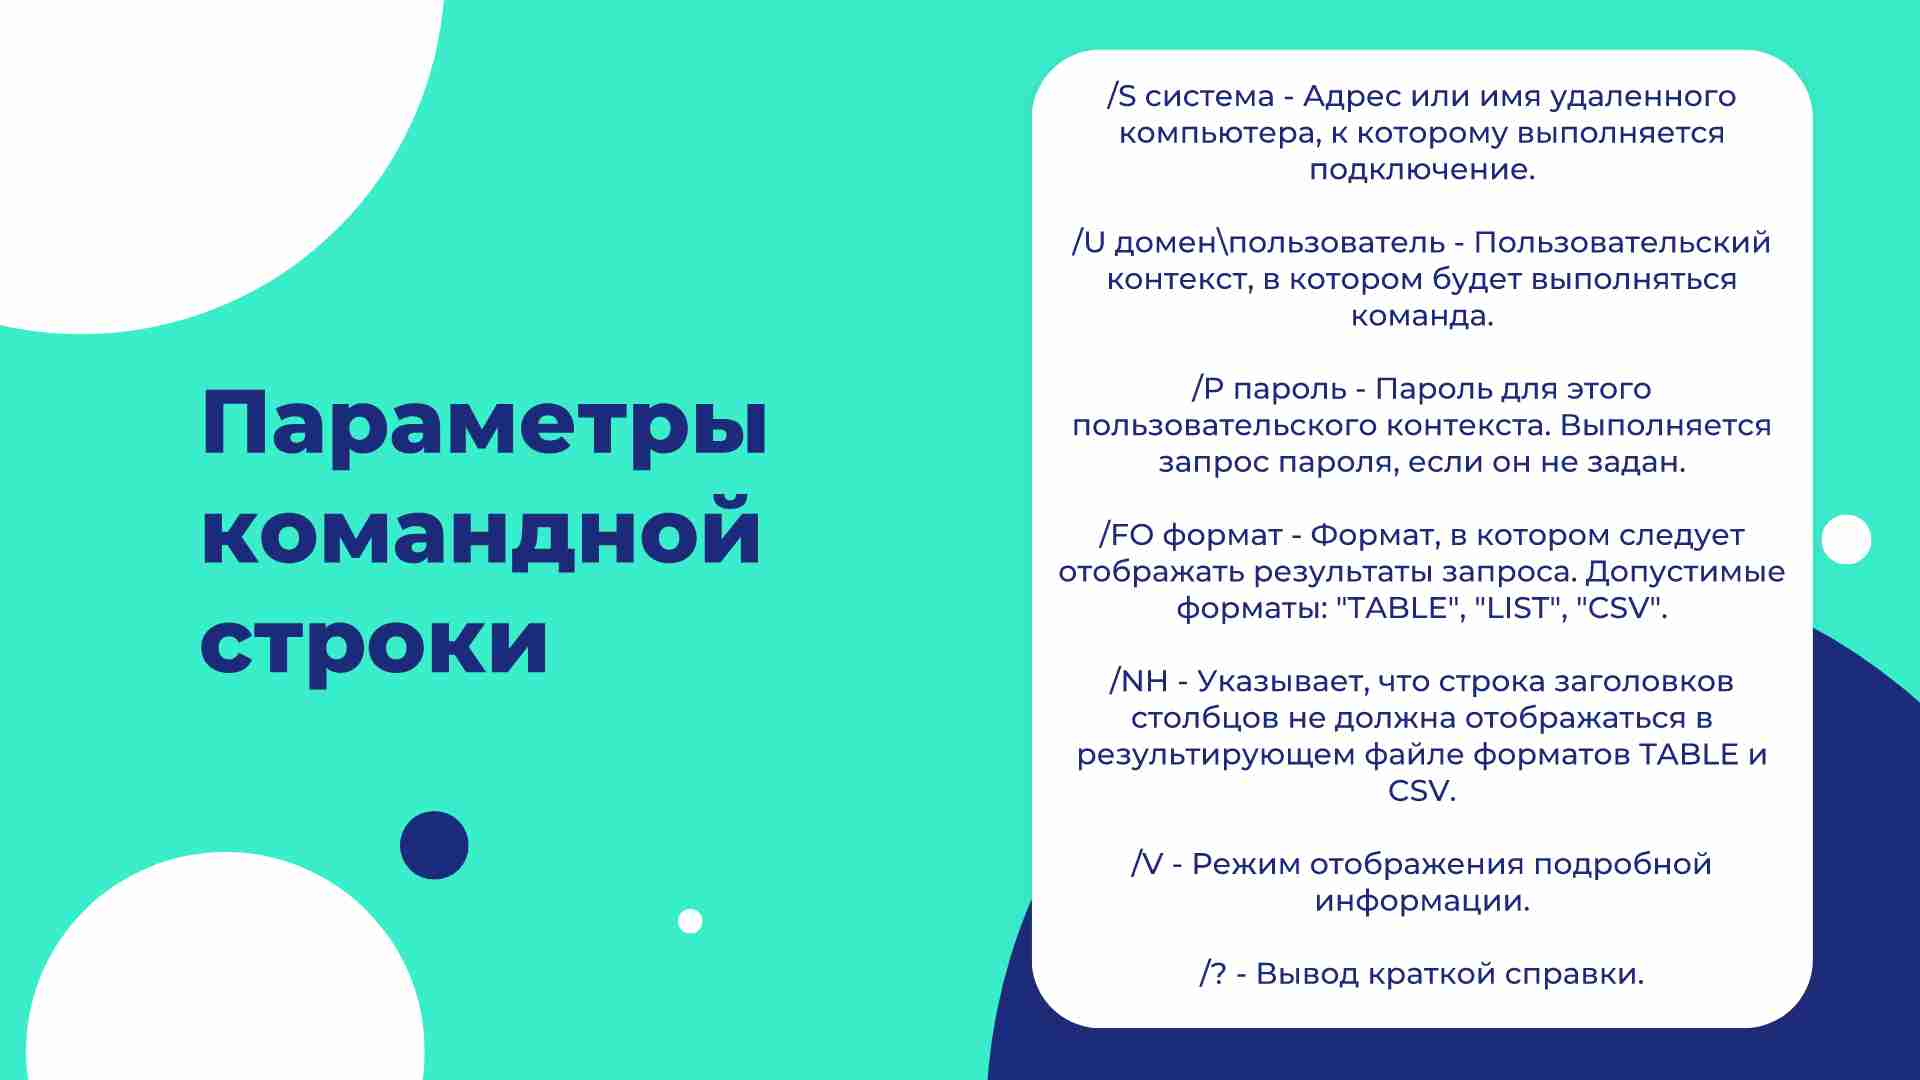 Параметры
командной
строки
/S система - Адрес или имя удаленного
компьютера, к которому выполняется
подключение.
/U домен\пользователь - Пользовательский
контекст, в котором будет выполняться
команда.
/P пароль - Пароль для этого
пользовательского контекста. Выполняется
запрос пароля, если он не задан.
/FO формат - Формат, в котором следует
отображать результаты запроса. Допустимые
форматы: "TABLE", "LIST", "CSV".
/NH - Указывает, что строка заголовков
столбцов не должна отображаться в
результирующем файле форматов TABLE и
CSV.
/V - Режим отображения подробной
информации.
/? - Вывод краткой справки.